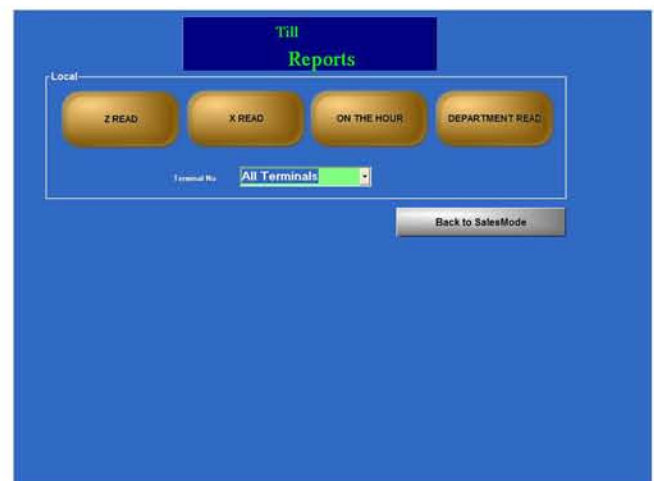 Till
Reports
Local
Z READ
X READ
ON THE HOUR
DEPARTMENT READ
Terminal No
All Terminals
Back to SalesMode